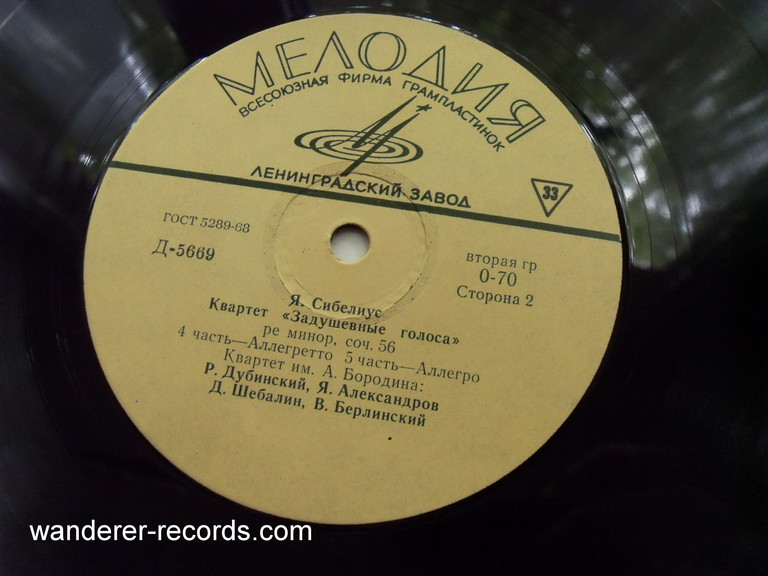 МЕЛОДИЯ
ВСЕСОЮЗНАЯ ФИРМА ГРАМПЛАСТИНОК
ЛЕНИНГРАДСКИЙ ЗАВОД
33
ГОСТ 5289-68
Д-5669
вторая гр
0-70
Сторона 2
Я. Сибелиус
Квартет «Задушевные голоса»
ре минор, соч. 56
4 часть—Аллегретто 5 часть—Аллегро
Квартет им. А. Бородина:
Р. Дубинский, Я. Александров
Д. Шебалин, В. Берлинский
wanderer-records.com